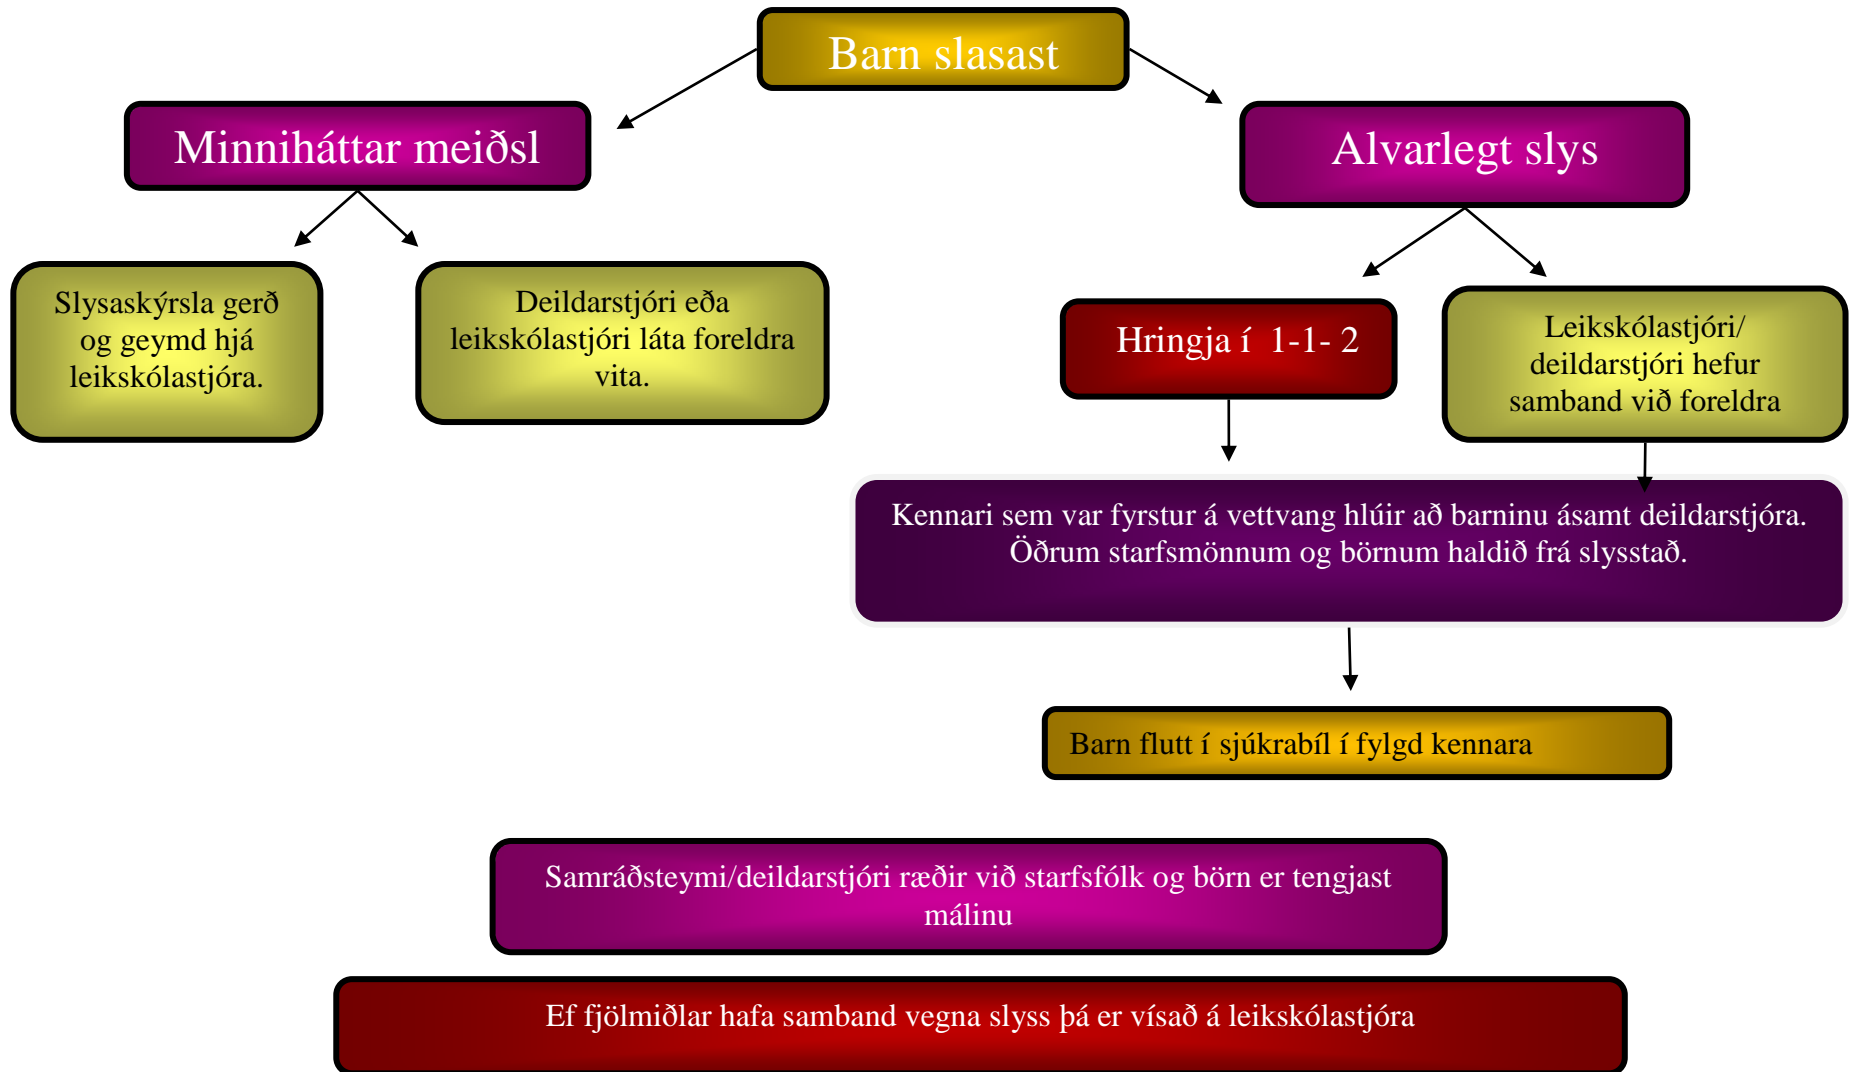 Barn slasast
Minniháttar meiðsl
Alvarlegt slys
Slysaskýrsla gerð
og geymd hjá
leikskólastjóra.
Deildarstjóri eða
leikskólastjóri láta foreldra
vita.
Hringja í 1-1- 2
Leikskólastjóri/
deildarstjóri hefur
samband við foreldra
Kennari sem var fyrstur á vettvang hlúir að barninu ásamt deildarstjóra.
Öðrum starfsmönnum og börnum haldið frá slysstað.
Barn flutt í sjúkrabíl í fylgd kennara
Samráðsteymi/deildarstjóri ræðir við starfsfólk og börn er tengjast
málinu
Ef fjölmiðlar hafa samband vegna slyss þá er vísað á leikskólastjóra